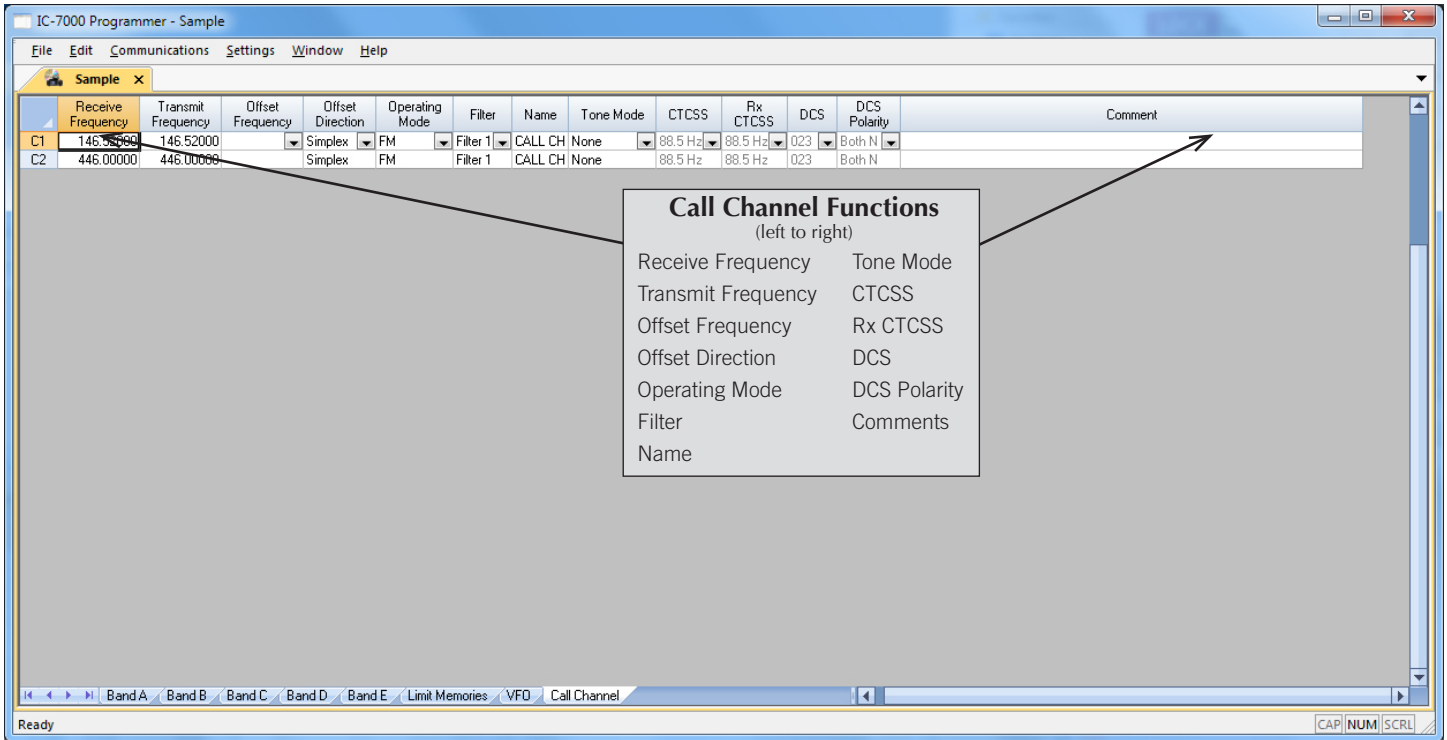 IC-7000 Programmer - Sample
File Edit Communications Settings Window Help
Sample X
Receive Frequency Transmit Frequency Offset Frequency Offset Direction Operating Mode Filter Name Tone Mode CTCSS Rx CTCSS DCS DCS Polarity Comment
C1 146.52000 146.52000 Simplex FM Filter 1 CALL CH None 88.5 Hz 88.5 Hz 023 Both N
C2 446.00000 446.00000 Simplex FM Filter 1 CALL CH None 88.5 Hz 88.5 Hz 023 Both N
Call Channel Functions
(left to right)
Receive Frequency Tone Mode
Transmit Frequency CTCSS
Offset Frequency Rx CTCSS
Offset Direction DCS
Operating Mode DCS Polarity
Filter Comments
Name
Band A Band B Band C Band D Band E Limit Memories VFO Call Channel
Ready CAP NUM SCRL